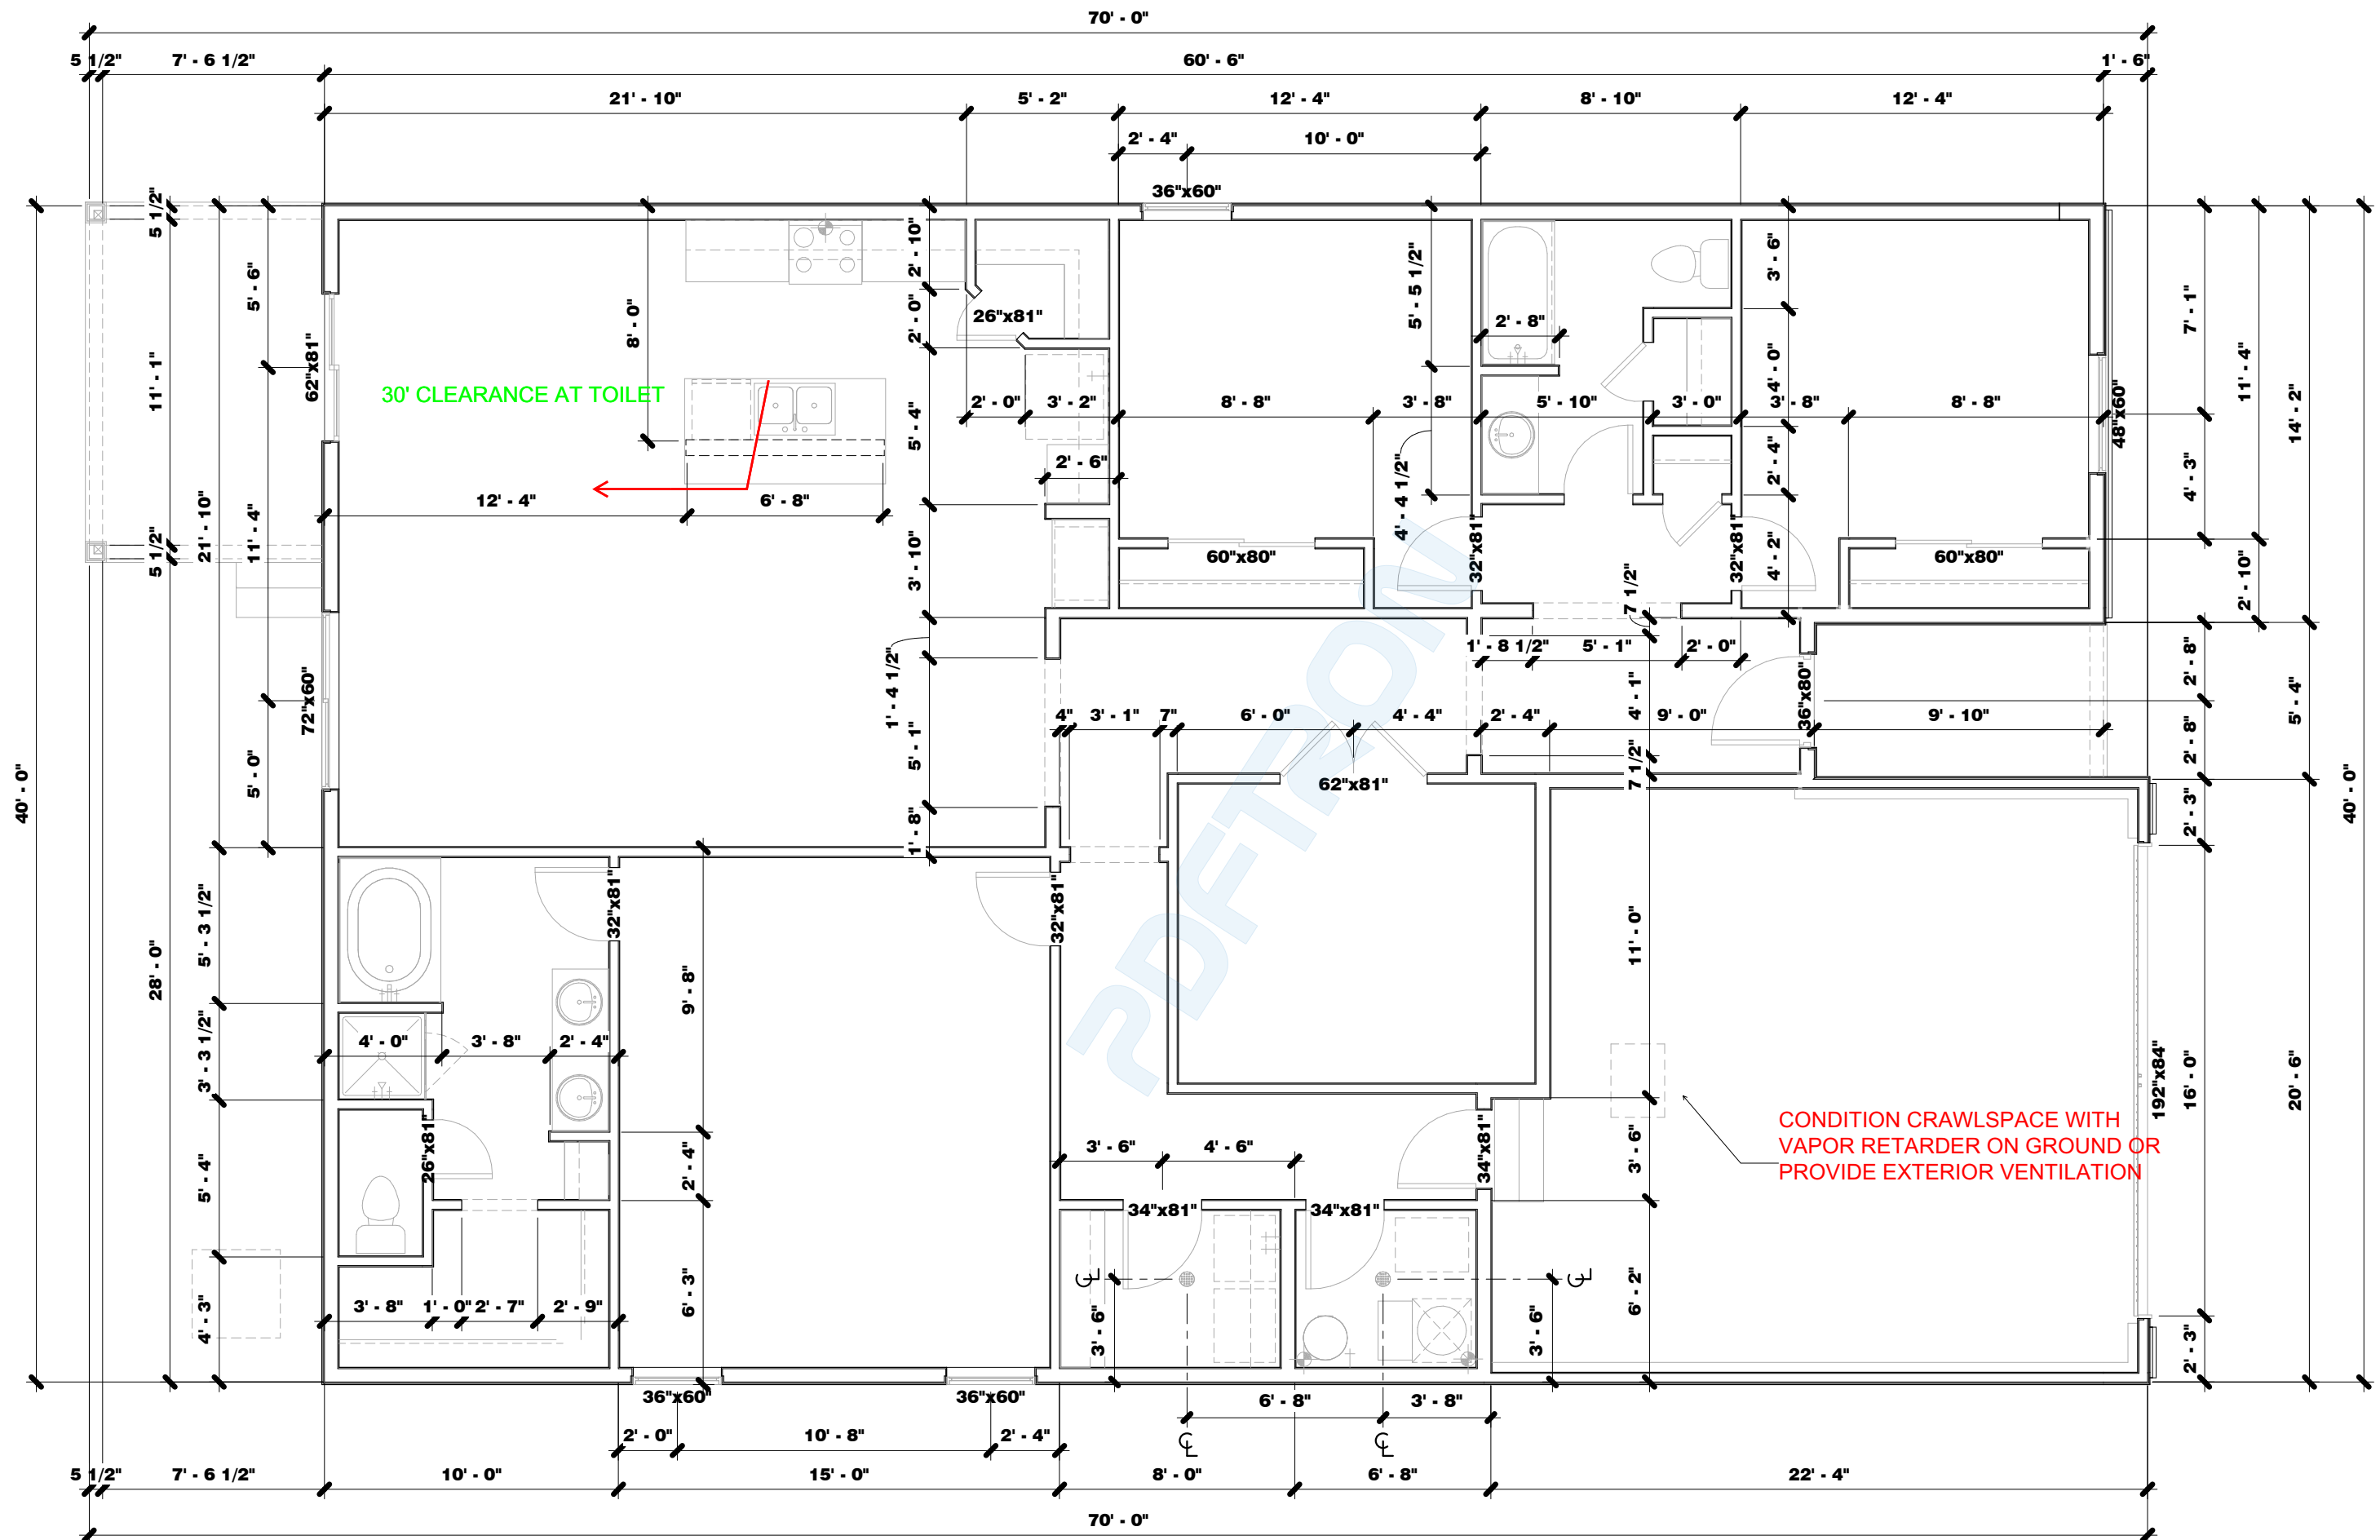 70' - 0"
5 1/2"
7' - 6 1/2"
60' - 6"
1' - 6"
21' - 10"
5' - 2"
12' - 4"
8' - 10"
12' - 4"
2' - 4"
10' - 0"
36"x60"
5 1/2"
5' - 6"
2' - 10"
5' - 5 1/2"
3' - 6"
7' - 1"
11' - 1"
62"x81"
8' - 0"
2' - 0"
26"x81"
2' - 8"
4' - 0"
11' - 4"
14' - 2"
30' CLEARANCE AT TOILET
2' - 0"
3' - 2"
8' - 8"
3' - 8"
5' - 10"
3' - 0"
3' - 8"
8' - 8"
48"x60"
5' - 4"
2' - 6"
4' - 4 1/2"
2' - 4"
4' - 3"
12' - 4"
6' - 8"
5 1/2"
21' - 10"
11' - 4"
3' - 10"
60"x80"
32"x81"
32"x81"
4' - 2"
60"x80"
2' - 10"
PDFTRON
7 1/2"
1' - 8 1/2"
5' - 1"
2' - 0"
2' - 8"
72"x60"
1' - 4 1/2"
4' - 1"
36"x80"
5' - 4"
4"
3' - 1"
7"
6' - 0"
4' - 4"
2' - 4"
9' - 0"
9' - 10"
40' - 0"
5' - 0"
5' - 1"
62"x81"
7 1/2"
2' - 8"
40' - 0"
1' - 8"
2' - 3"
28' - 0"
5' - 3 1/2"
32"x81"
9' - 8"
32"x81"
11' - 0"
3' - 3 1/2"
4' - 0"
3' - 8"
2' - 4"
192"x84"
16' - 0"
20' - 6"
CONDITION CRAWLSPACE WITH
VAPOR RETARDER ON GROUND OR
PROVIDE EXTERIOR VENTILATION
5' - 4"
26"x81"
2' - 4"
3' - 6"
4' - 6"
34"x81"
3' - 6"
34"x81"
34"x81"
4' - 3"
3' - 8"
1' - 0"
2' - 7"
2' - 9"
6' - 3"
3' - 6"
3' - 6"
6' - 2"
2' - 3"
36"x60"
36"x60"
6' - 8"
3' - 8"
2' - 0"
10' - 8"
2' - 4"
5 1/2"
7' - 6 1/2"
10' - 0"
15' - 0"
8' - 0"
6' - 8"
22' - 4"
70' - 0"